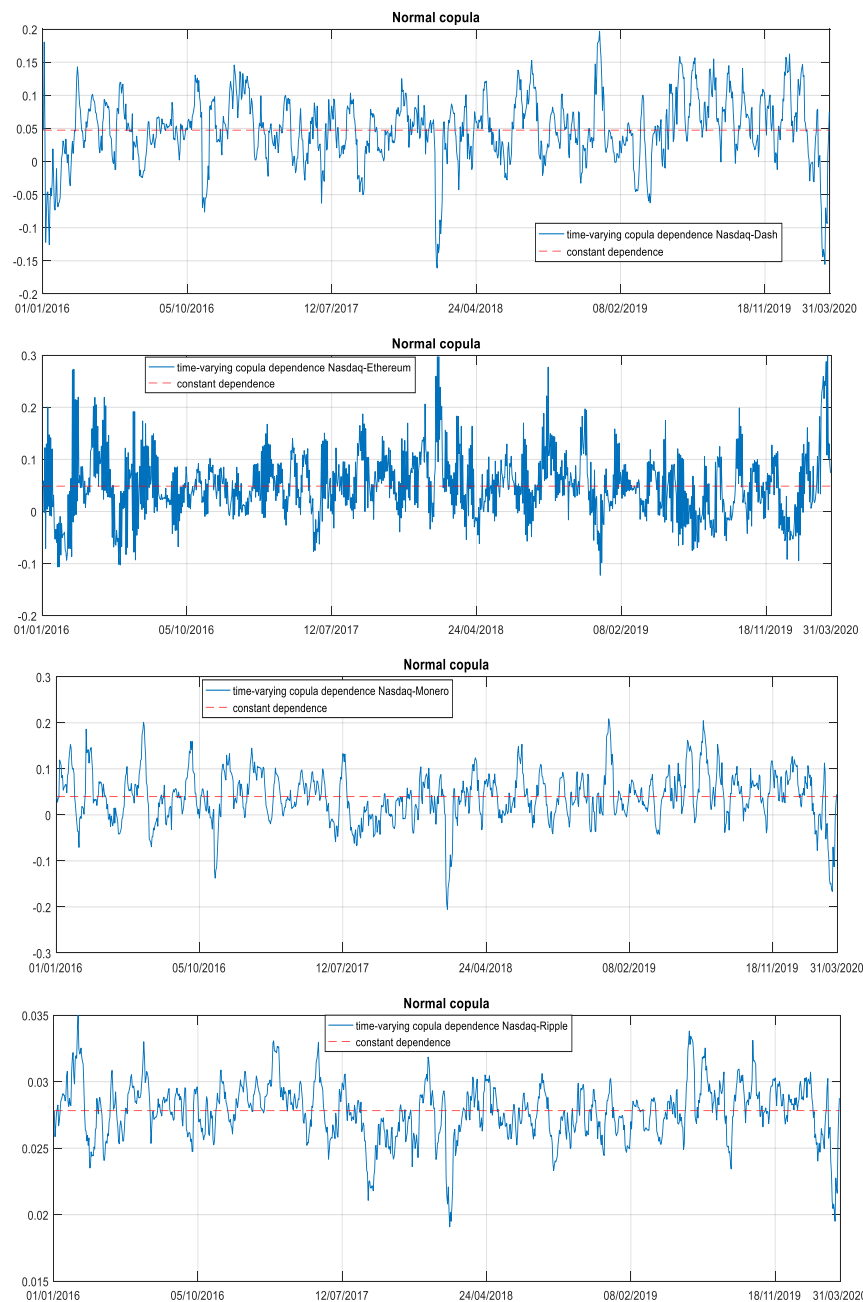 Normal copula
0.2
0.15
0.1
0.05
0
-0.05
-0.1
-0.15
-0.2
time-varying copula dependence Nasdaq-Dash
constant dependence
01/01/2016 05/10/2016 12/07/2017 24/04/2018 08/02/2019 18/11/2019 31/03/2020
Normal copula
0.3
0.2
0.1
0
-0.1
-0.2
time-varying copula dependence Nasdaq-Ethereum
constant dependence
01/01/2016 05/10/2016 12/07/2017 24/04/2018 08/02/2019 18/11/2019 31/03/2020
Normal copula
0.3
0.2
0.1
0
-0.1
-0.2
-0.3
time-varying copula dependence Nasdaq-Monero
constant dependence
01/01/2016 05/10/2016 12/07/2017 24/04/2018 08/02/2019 18/11/2019 31/03/2020
Normal copula
0.035
0.03
0.025
0.02
0.015
time-varying copula dependence Nasdaq-Ripple
constant dependence
01/01/2016 05/10/2016 12/07/2017 24/04/2018 08/02/2019 18/11/2019 31/03/2020